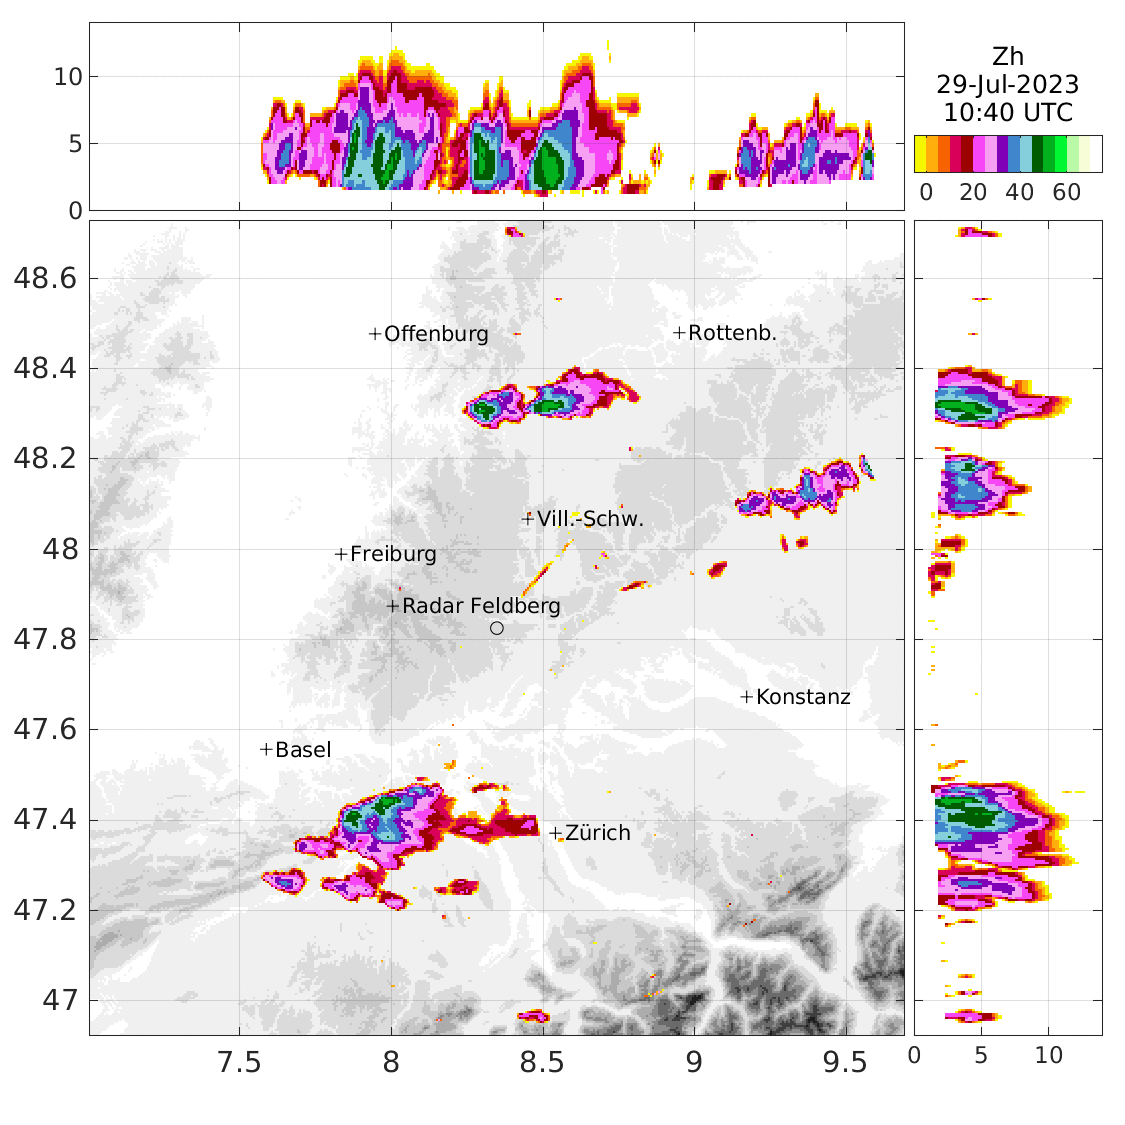 10
5
0
Zh
29-Jul-2023
10:40 UTC
0 20 40 60
48.6
+Offenburg
+Rottenb.
48.4
48.2
+Vill.-Schw.
48
+Freiburg
+Radar Feldberg
47.8
+Konstanz
47.6
+Basel
47.4
+Zürich
47.2
47
7.5 8 8.5 9 9.5
0 5 10